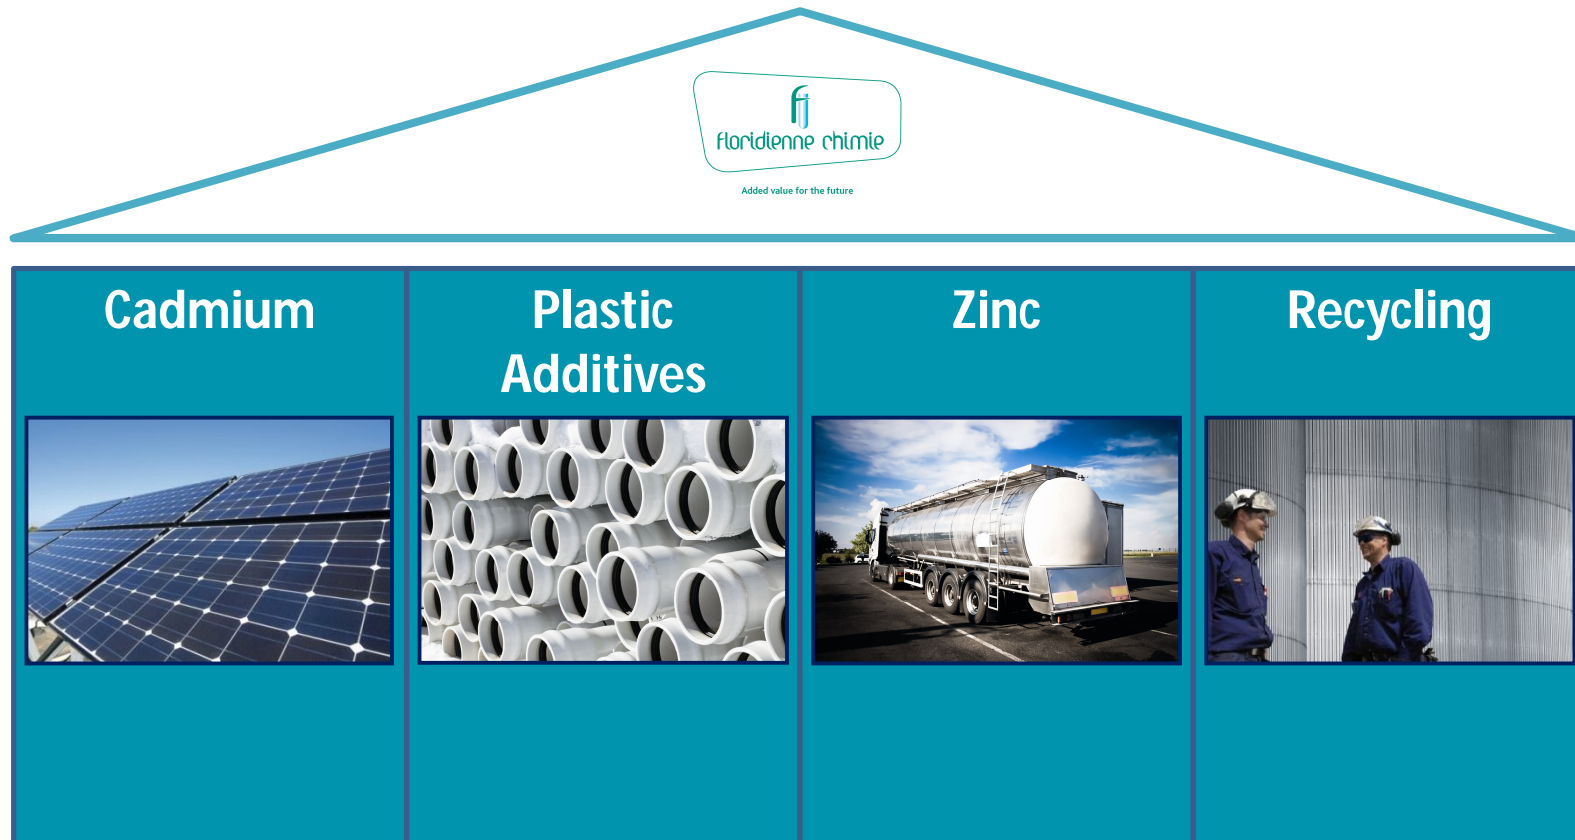 floridienne chimie
Added value for the future
Cadmium
Plastic
Additives
Zinc
Recycling